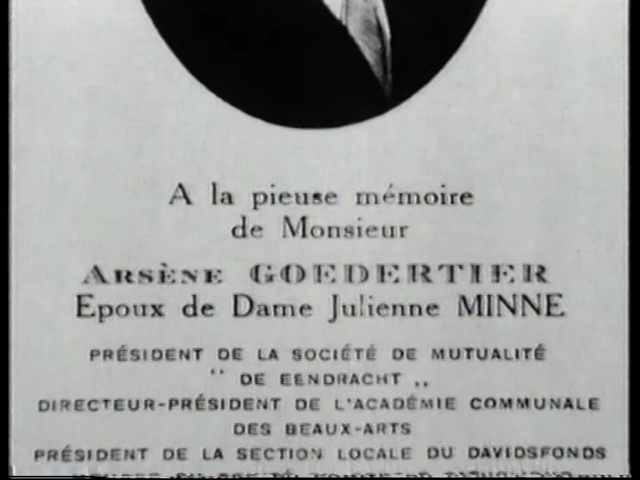 A la pieuse mémoire
de Monsieur
ARSÈNE GOEDERTIER
Epoux de Dame Julienne MINNE
PRÉSIDENT DE LA SOCIÉTÉ DE MUTUALITÉ
“ DE EENDRACHT „
DIRECTEUR-PRÉSIDENT DE L'ACADÉMIE COMMUNALE
DES BEAUX-ARTS
PRÉSIDENT DE LA SECTION LOCALE DU DAVIDSFONDS